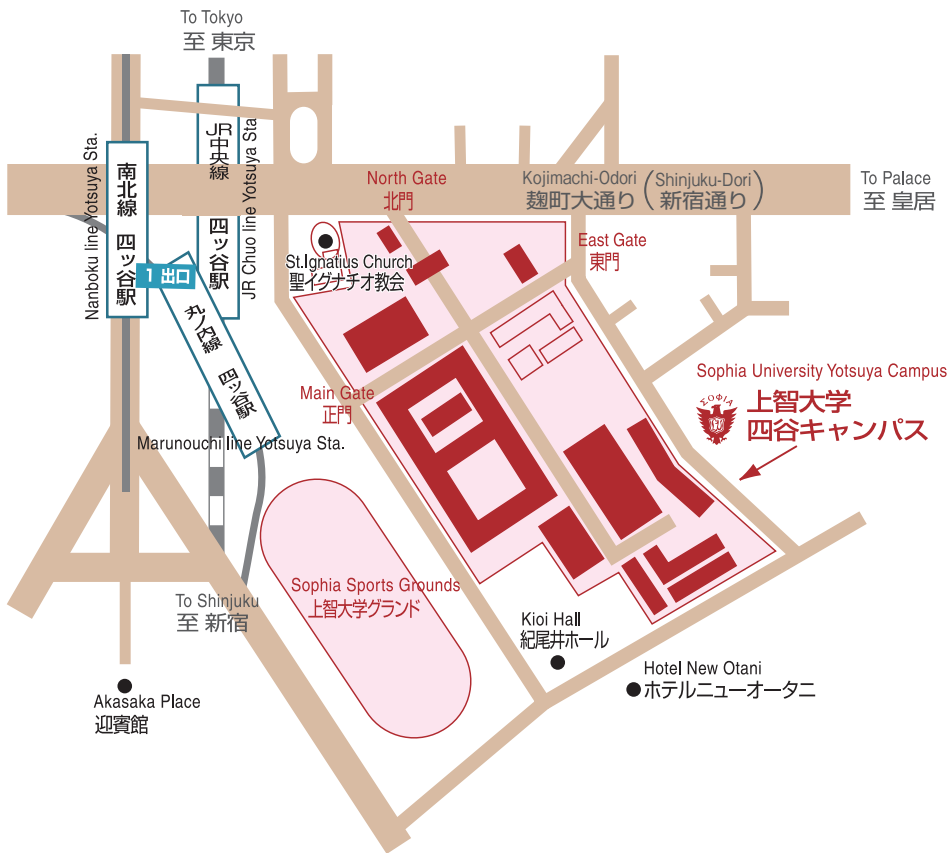 To Tokyo
至 東京
Nanboku line Yotsuya Sta.
南北線 四ッ谷駅
JR中央線 四ッ谷駅
JR Chuo line Yotsuya Sta.
1 出口
丸ノ内線 四ッ谷駅
Marunouchi line Yotsuya Sta.
North Gate
北門
Kojimachi-Odori (Shinjuku-Dori)
麹町大通り(新宿通り)
To Palace
至 皇居
St.Ignatius Church
聖イグナチオ教会
East Gate
東門
Main Gate
正門
Sophia University Yotsuya Campus
ΣΟΦΙΑ
上智大学
四谷キャンパス
Sophia Sports Grounds
上智大学グランド
To Shinjuku
至 新宿
Kioi Hall
紀尾井ホール
Hotel New Otani
ホテルニューオータニ
Akasaka Place
迎賓館